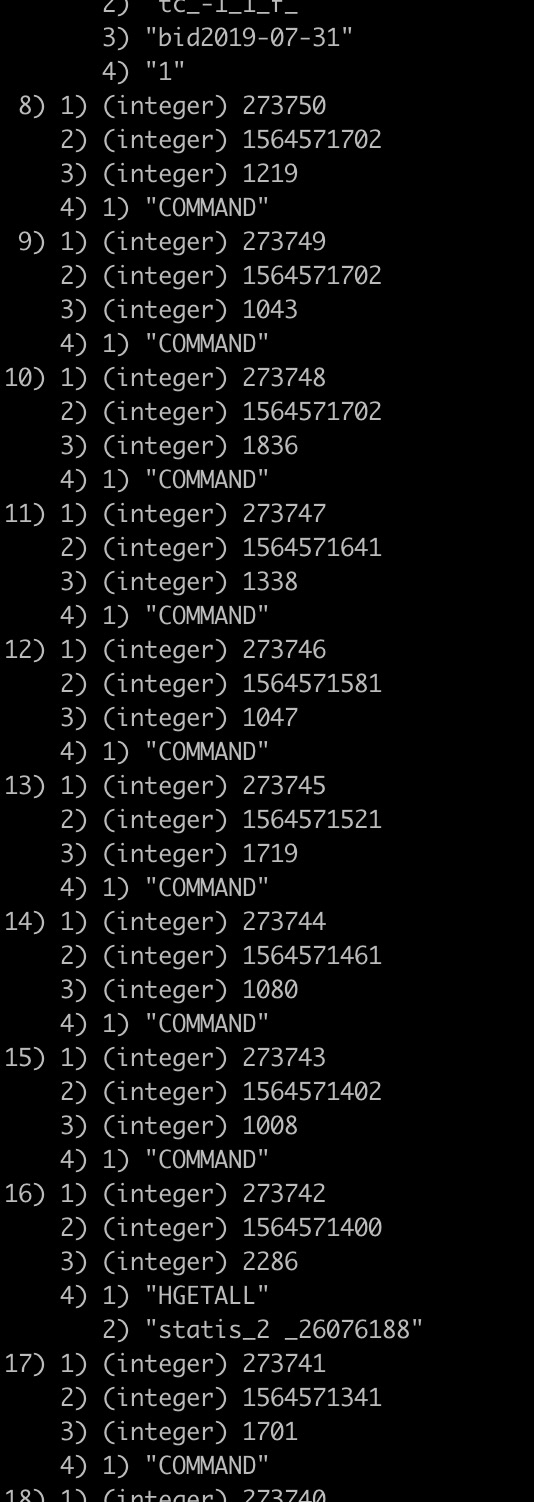 2) "tc_-1_1_f_
3) "bid2019-07-31"
4) "1"
8) 1) (integer) 273750
2) (integer) 1564571702
3) (integer) 1219
4) 1) "COMMAND"
9) 1) (integer) 273749
2) (integer) 1564571702
3) (integer) 1043
4) 1) "COMMAND"
10) 1) (integer) 273748
2) (integer) 1564571702
3) (integer) 1836
4) 1) "COMMAND"
11) 1) (integer) 273747
2) (integer) 1564571641
3) (integer) 1338
4) 1) "COMMAND"
12) 1) (integer) 273746
2) (integer) 1564571581
3) (integer) 1047
4) 1) "COMMAND"
13) 1) (integer) 273745
2) (integer) 1564571521
3) (integer) 1719
4) 1) "COMMAND"
14) 1) (integer) 273744
2) (integer) 1564571461
3) (integer) 1080
4) 1) "COMMAND"
15) 1) (integer) 273743
2) (integer) 1564571402
3) (integer) 1008
4) 1) "COMMAND"
16) 1) (integer) 273742
2) (integer) 1564571400
3) (integer) 2286
4) 1) "HGETALL"
2) "statis_2 _26076188"
17) 1) (integer) 273741
2) (integer) 1564571341
3) (integer) 1701
4) 1) "COMMAND"
18) 1) (integer) 273740